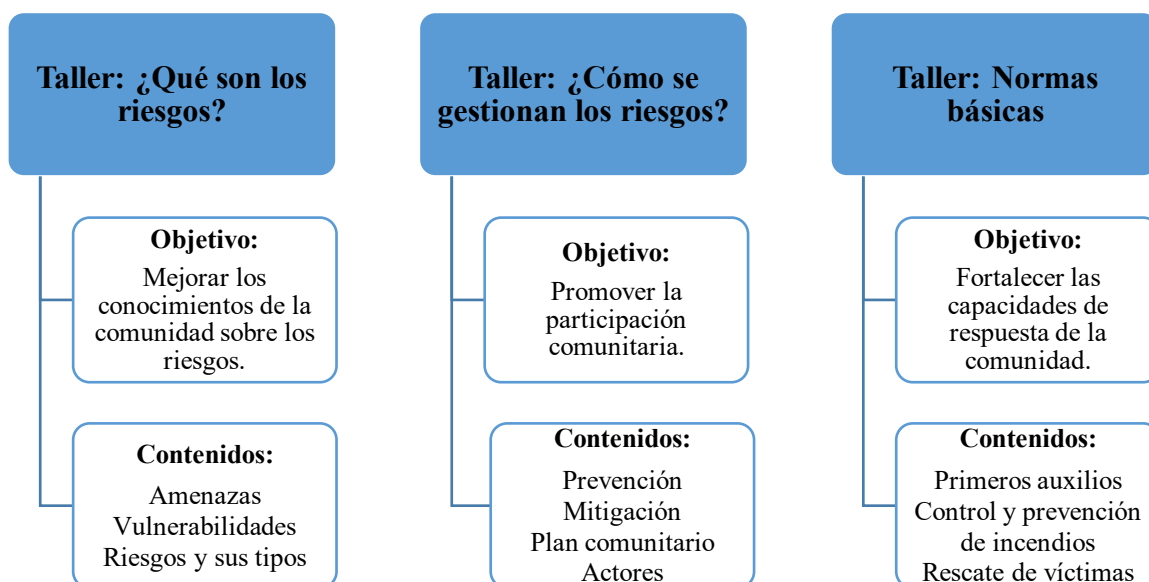 Taller: ¿Qué son los
riesgos?
Objetivo:
Mejorar los
conocimientos de la
comunidad sobre los
riesgos.
Contenidos:
Amenazas
Vulnerabilidades
Riesgos y sus tipos
Taller: ¿Cómo se
gestionan los riesgos?
Objetivo:
Promover la
participación
comunitaria.
Contenidos:
Prevención
Mitigación
Plan comunitario
Actores
Taller: Normas
básicas
Objetivo:
Fortalecer las
capacidades de
respuesta de la
comunidad.
Contenidos:
Primeros auxilios
Control y prevención
de incendios
Rescate de víctimas